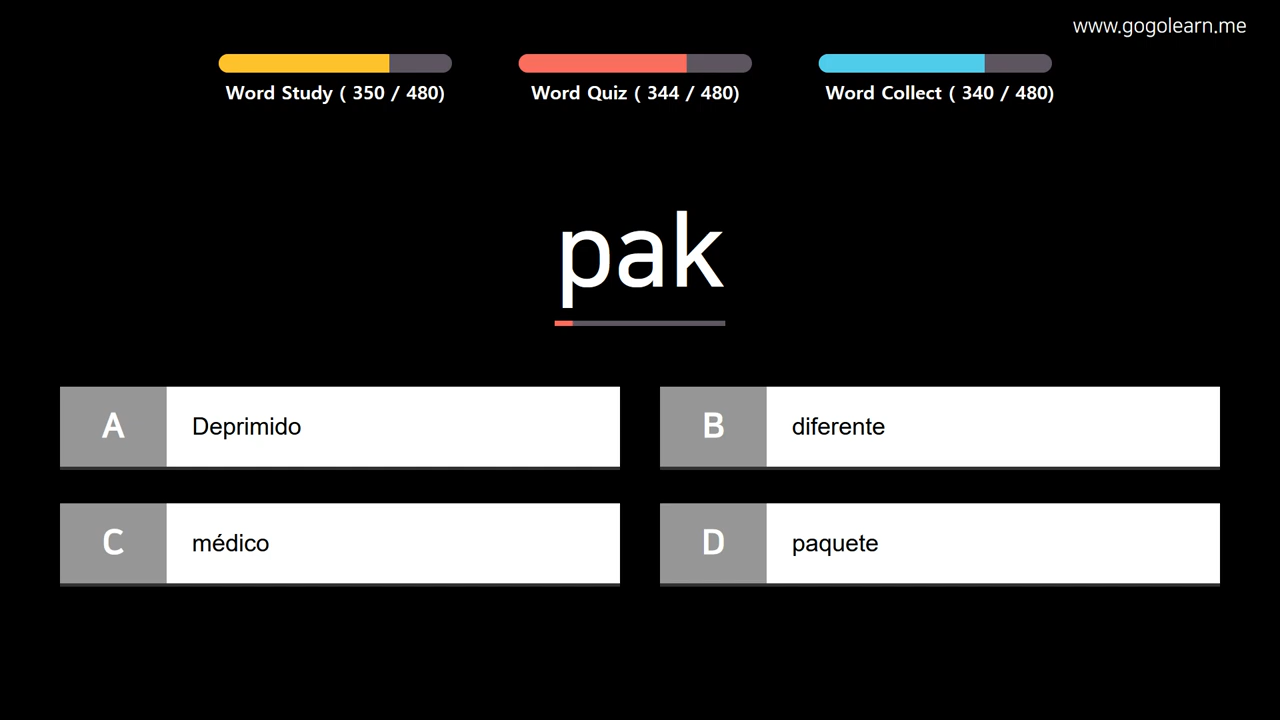 www.gogolearn.me
Word Study ( 350 / 480)
Word Quiz ( 344 / 480)
Word Collect ( 340 / 480)
pak
A Deprimido
B diferente
C médico
D paquete